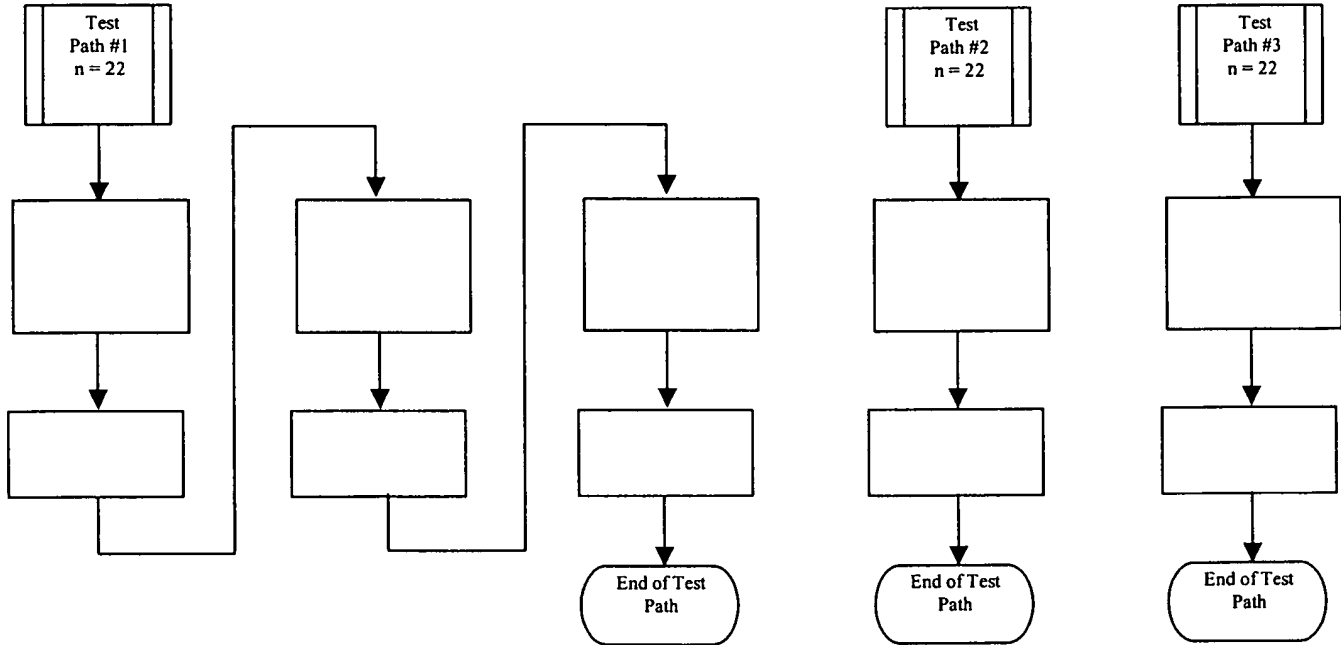 Test
Path #1
n = 22
Test
Path #2
n = 22
Test
Path #3
n = 22
End of Test
Path
End of Test
Path
End of Test
Path